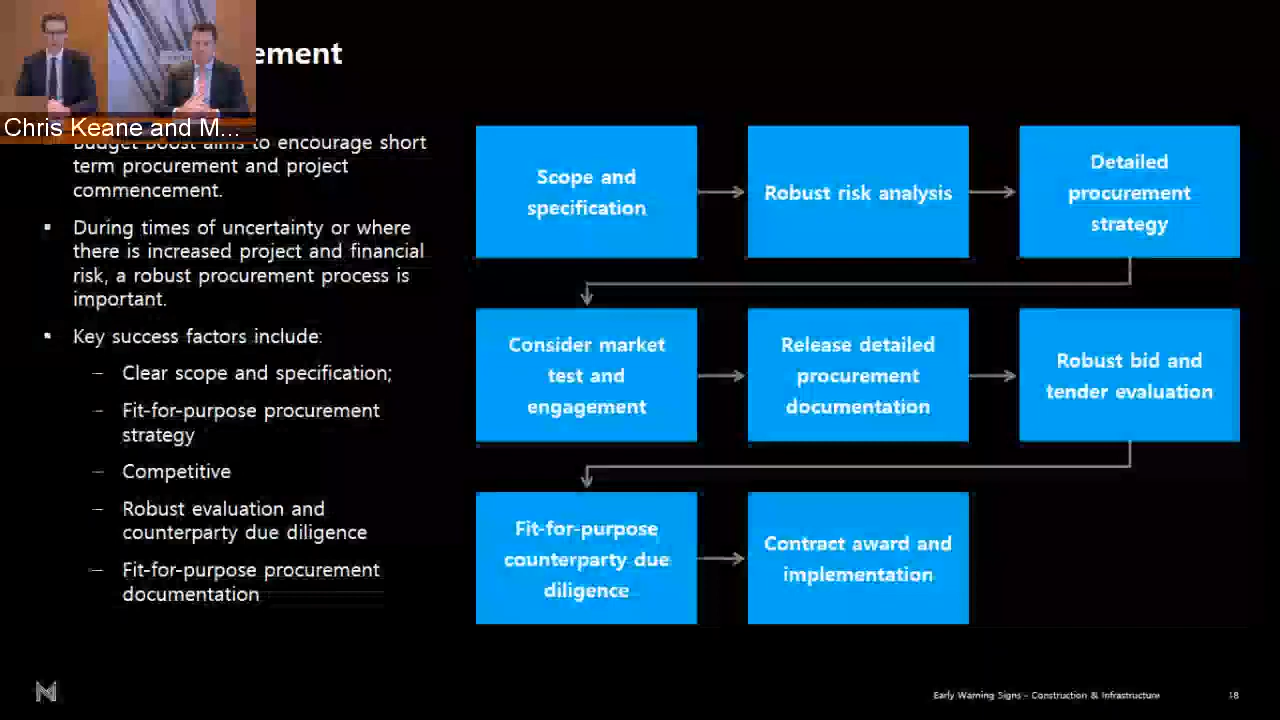 ement
Chris Keane and M...
Budget boost aims to encourage short
term procurement and project
commencement.
▪ During times of uncertainty or where
there is increased project and financial
risk, a robust procurement process is
important.
▪ Key success factors include:
– Clear scope and specification;
– Fit-for-purpose procurement
strategy
– Competitive
– Robust evaluation and
counterparty due diligence
– Fit-for-purpose procurement
documentation
Scope and
specification
Robust risk analysis
Detailed
procurement
strategy
Consider market
test and
engagement
Release detailed
procurement
documentation
Robust bid and
tender evaluation
Fit-for-purpose
counterparty due
diligence
Contract award and
implementation
Early Warning Signs - Construction & Infrastructure
18